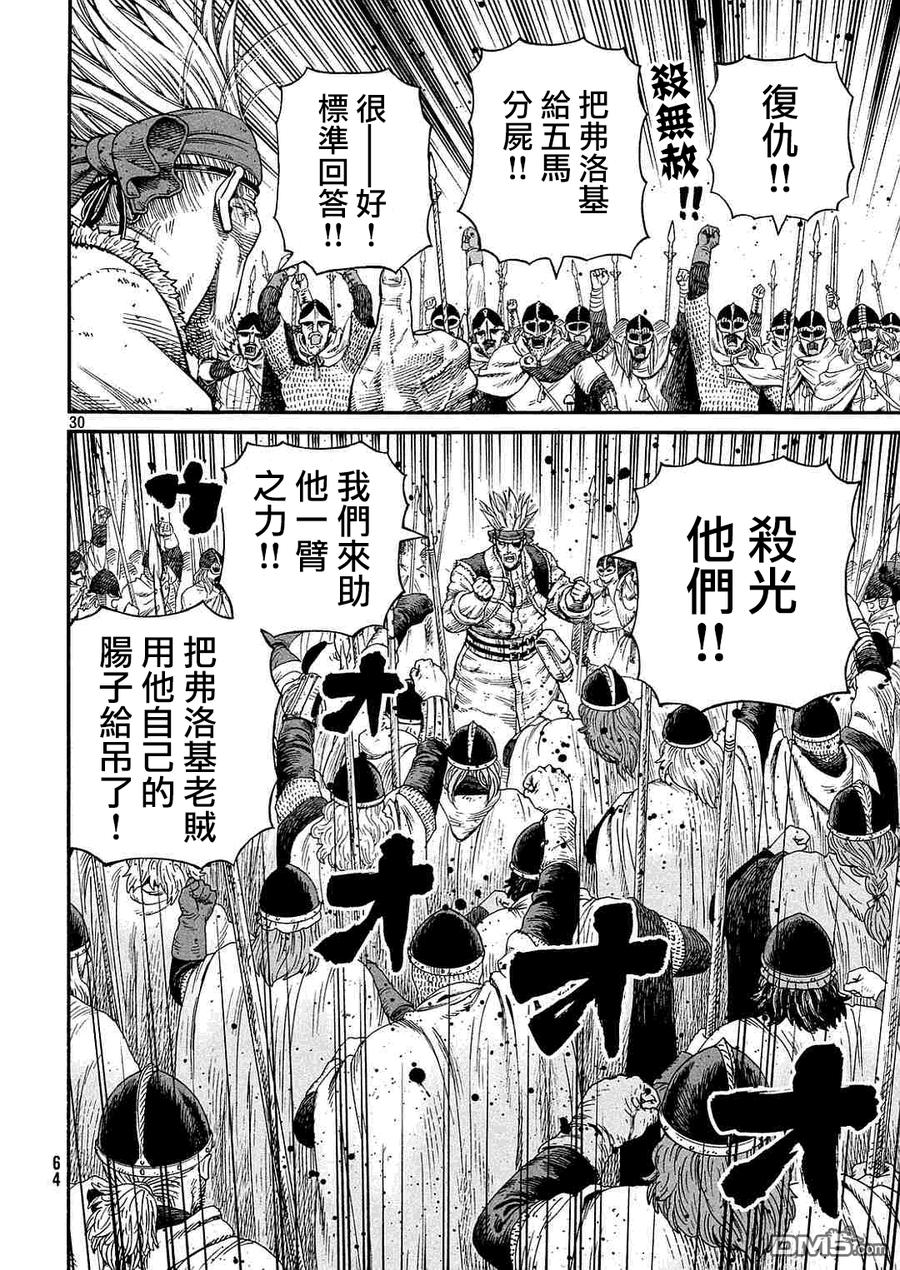 復仇!!
殺無赦!!
把弗洛基
給五馬
分屍!!
很——好!
標準回答!!
30
殺光
他們!!
我們來助
他一臂
之力!!
把弗洛基老賊
用他自己的
腸子給吊了!
ウオオオオ
64
DM5.com